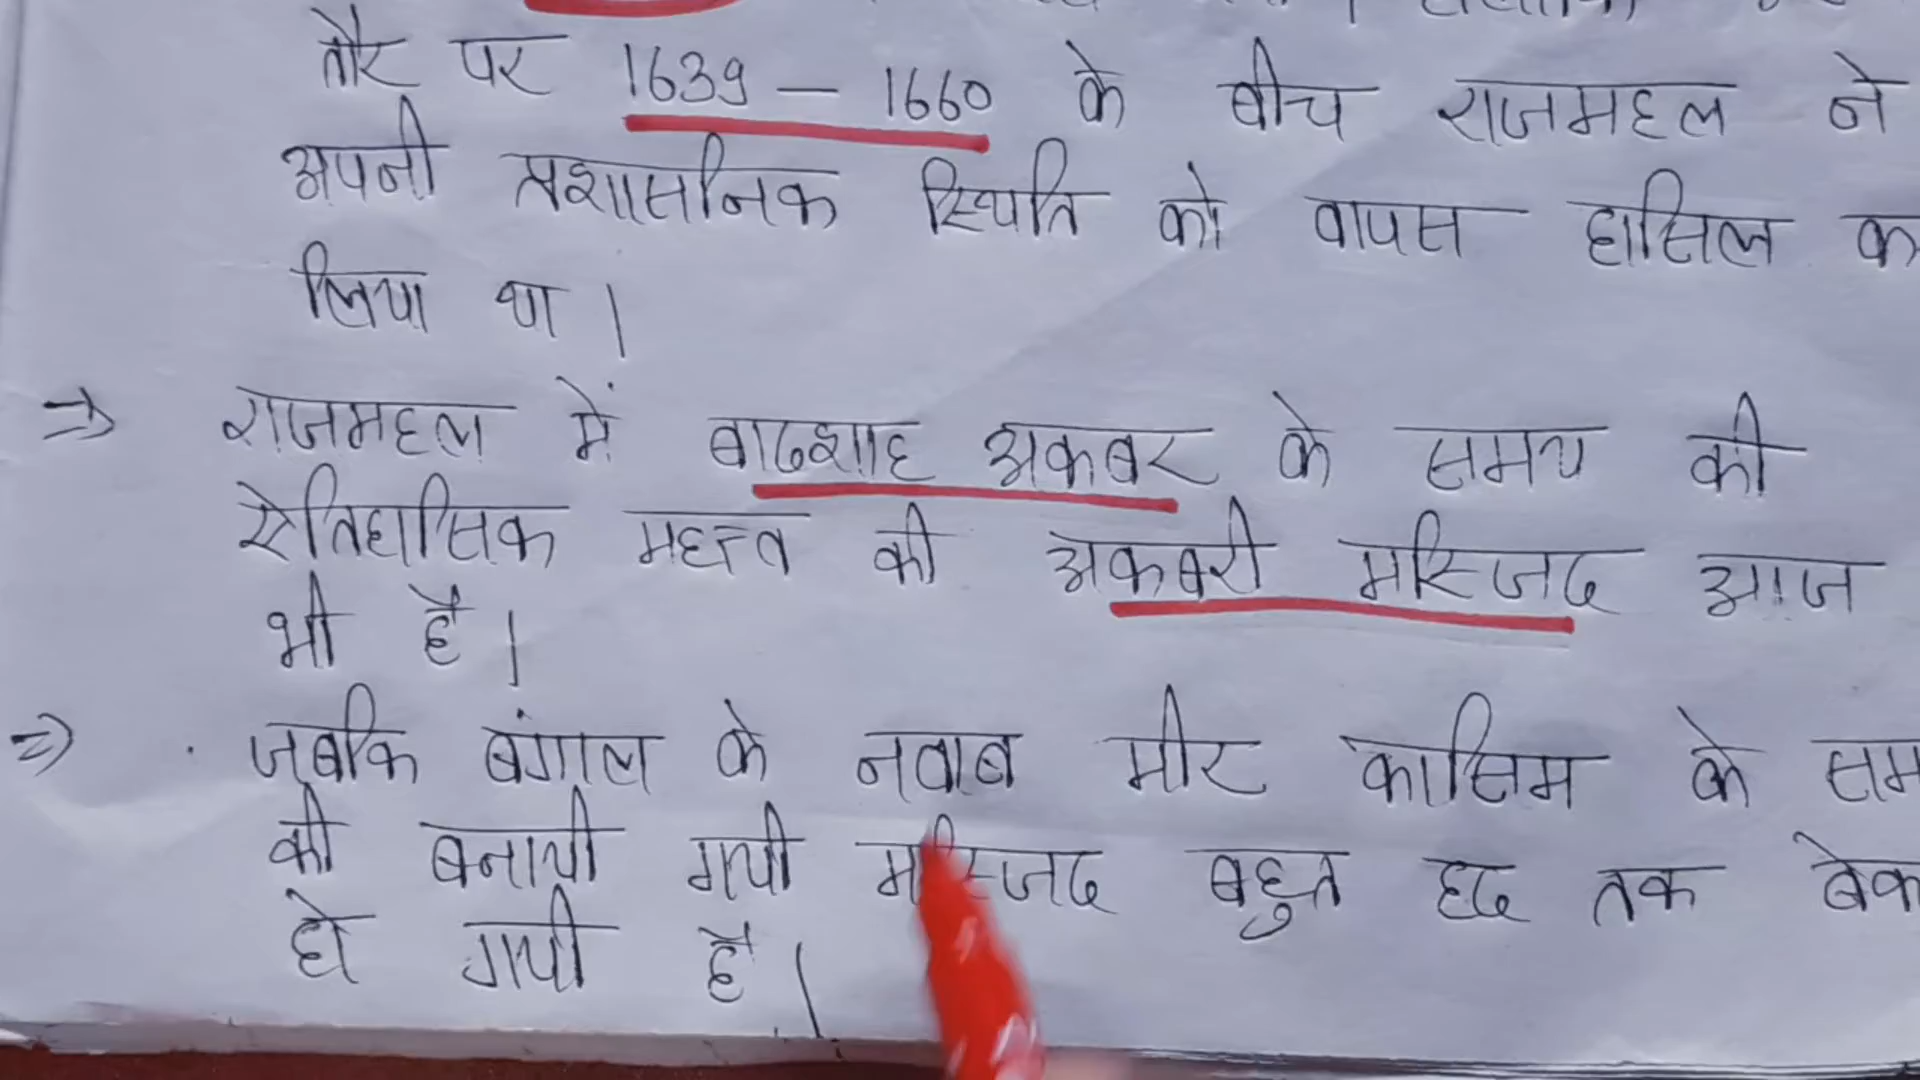 तौर पर 1639 – 1660 के बीच राजमहल ने
अपनी प्रशासनिक स्थिति को वापस हासिल क
लिया था |
⇒ राजमहल में बादशाह अकबर के समय की
ऐतिहासिक महत्त्व की अकबरी मस्जिद आज
भी है |
⇒ जबकि बंगाल के नवाब मीर कासिम के सम
की बनायी गयी मस्जिद बहुत हद तक बेका
हो गयी है |